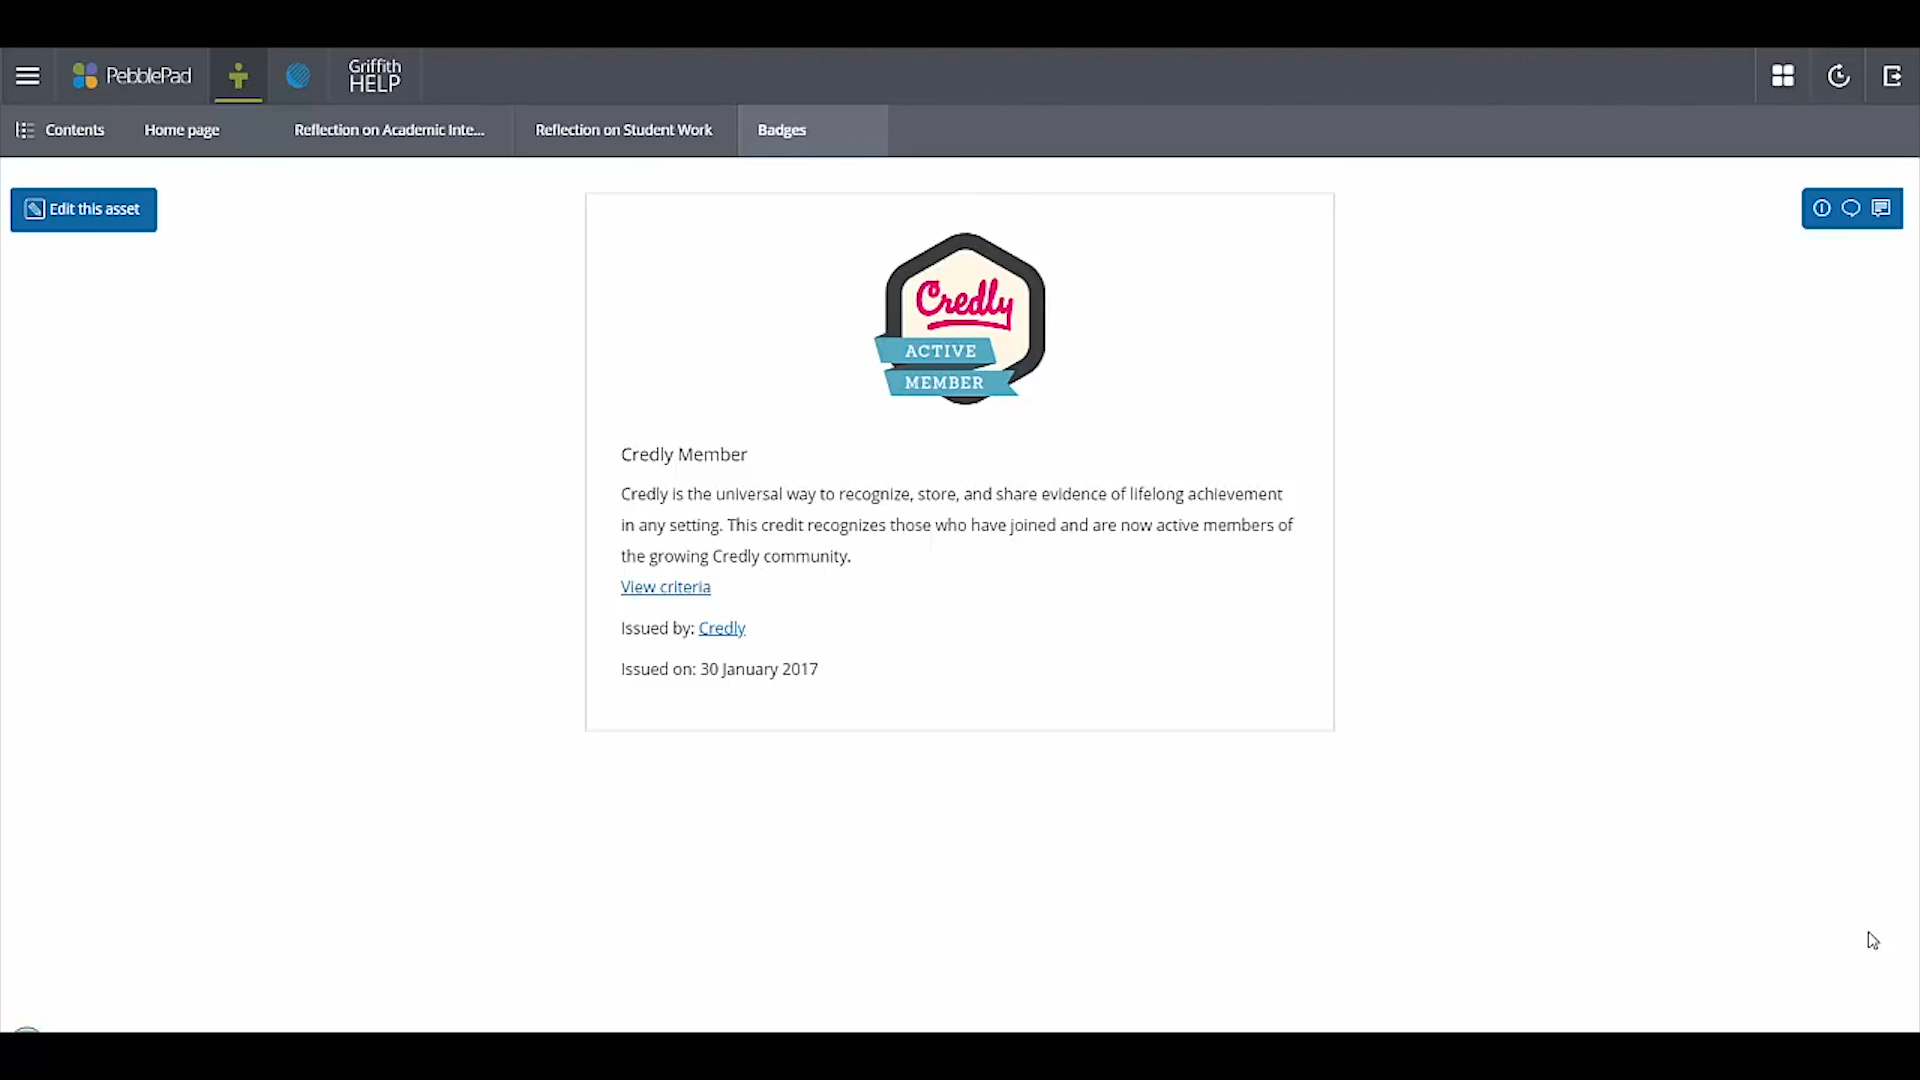 PebblePad
Griffith
HELP
Contents
Home page
Reflection on Academic Inte...
Reflection on Student Work
Badges
Edit this asset
Credly
ACTIVE
MEMBER
Credly Member
Credly is the universal way to recognize, store, and share evidence of lifelong achievement
in any setting. This credit recognizes those who have joined and are now active members of
the growing Credly community.
View criteria
Issued by: Credly
Issued on: 30 January 2017